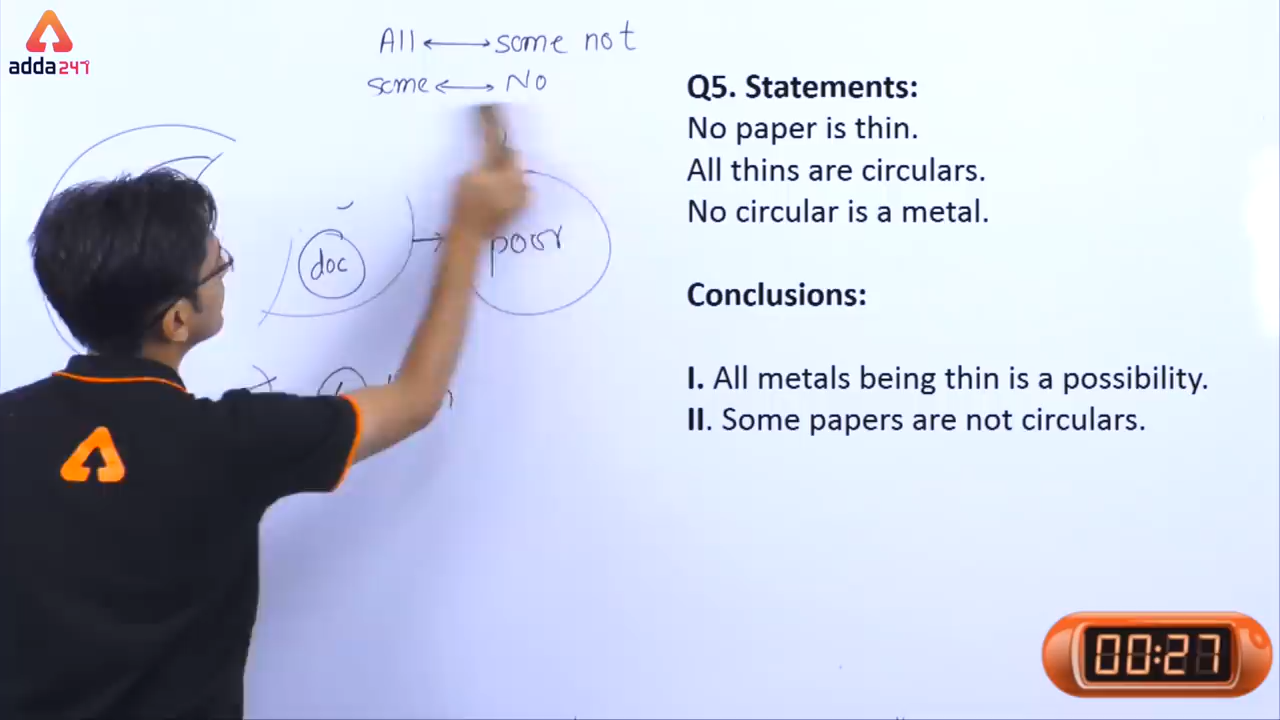 adda247
All ⟷ some not
some ⟷ No
doc
poor
Q5. Statements:
No paper is thin.
All thins are circulars.
No circular is a metal.
Conclusions:
I. All metals being thin is a possibility.
II. Some papers are not circulars.
00:27